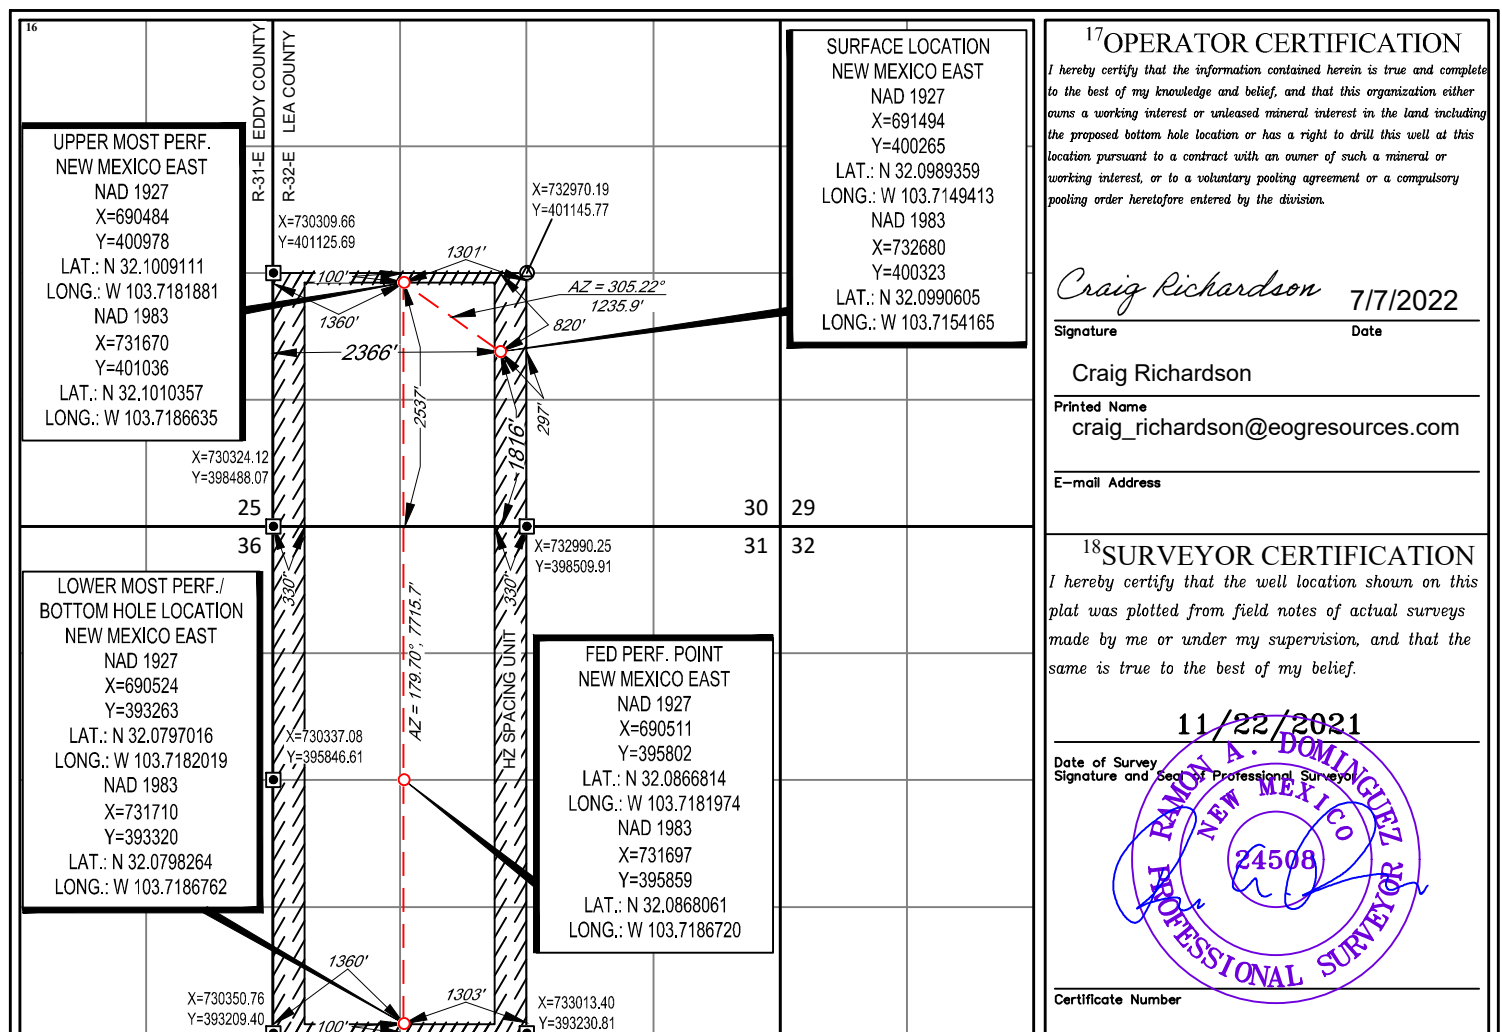 16
R-31-E EDDY COUNTY
R-32-E LEA COUNTY
UPPER MOST PERF.
NEW MEXICO EAST
NAD 1927
X=690484
Y=400978
LAT.: N 32.1009111
LONG.: W 103.7181881
NAD 1983
X=731670
Y=401036
LAT.: N 32.1010357
LONG.: W 103.7186635
SURFACE LOCATION
NEW MEXICO EAST
NAD 1927
X=691494
Y=400265
LAT.: N 32.0989359
LONG.: W 103.7149413
NAD 1983
X=732680
Y=400323
LAT.: N 32.0990605
LONG.: W 103.7154165
X=730309.66
Y=401125.69
X=732970.19
Y=401145.77
1301'
100'
1360'
AZ = 305.22°
1235.9'
820'
2366'
2537'
1816'
297'
X=730324.12
Y=398488.07
25
30
29
36
31
32
X=732990.25
Y=398509.91
330'
330'
AZ = 179.70°, 7715.7'
HZ SPACING UNIT
LOWER MOST PERF./
BOTTOM HOLE LOCATION
NEW MEXICO EAST
NAD 1927
X=690524
Y=393263
LAT.: N 32.0797016
LONG.: W 103.7182019
NAD 1983
X=731710
Y=393320
LAT.: N 32.0798264
LONG.: W 103.7186762
X=730337.08
Y=395846.61
FED PERF. POINT
NEW MEXICO EAST
NAD 1927
X=690511
Y=395802
LAT.: N 32.0866814
LONG.: W 103.7181974
NAD 1983
X=731697
Y=395859
LAT.: N 32.0868061
LONG.: W 103.7186720
1360'
1303'
X=730350.76
Y=393209.40
100'
X=733013.40
Y=393230.81
17OPERATOR CERTIFICATION
I hereby certify that the information contained herein is true and complete
to the best of my knowledge and belief, and that this organization either
owns a working interest or unleased mineral interest in the land including
the proposed bottom hole location or has a right to drill this well at this
location pursuant to a contract with an owner of such a mineral or
working interest, or to a voluntary pooling agreement or a compulsory
pooling order heretofore entered by the division.
Craig Richardson 7/7/2022
Signature Date
Craig Richardson
Printed Name
craig_richardson@eogresources.com
E-mail Address
18SURVEYOR CERTIFICATION
I hereby certify that the well location shown on this
plat was plotted from field notes of actual surveys
made by me or under my supervision, and that the
same is true to the best of my belief.
11/22/2021
Date of Survey
Signature and Seal of Professional Surveyor
RAMON A. DOMINGUEZ
NEW MEXICO
24508
PROFESSIONAL SURVEYOR
Certificate Number